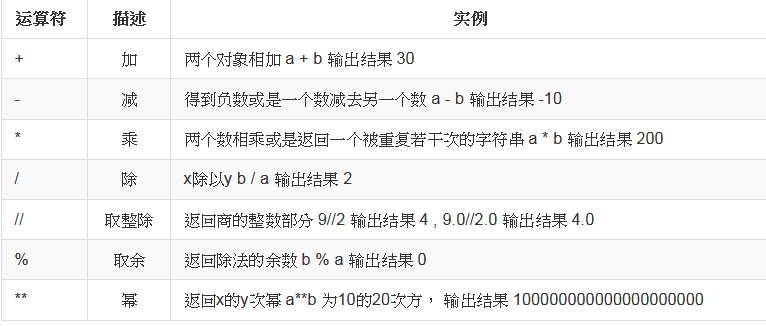 运算符 描述 实例
+ 加 两个对象相加 a + b 输出结果 30
- 减 得到负数或是一个数减去另一个数 a - b 输出结果 -10
* 乘 两个数相乘或是返回一个被重复若干次的字符串 a * b 输出结果 200
/ 除 x除以y b / a 输出结果 2
// 取整除 返回商的整数部分 9//2 输出结果 4 , 9.0//2.0 输出结果 4.0
% 取余 返回除法的余数 b % a 输出结果 0
** 幂 返回x的y次幂 a**b 为10的20次方， 输出结果 100000000000000000000